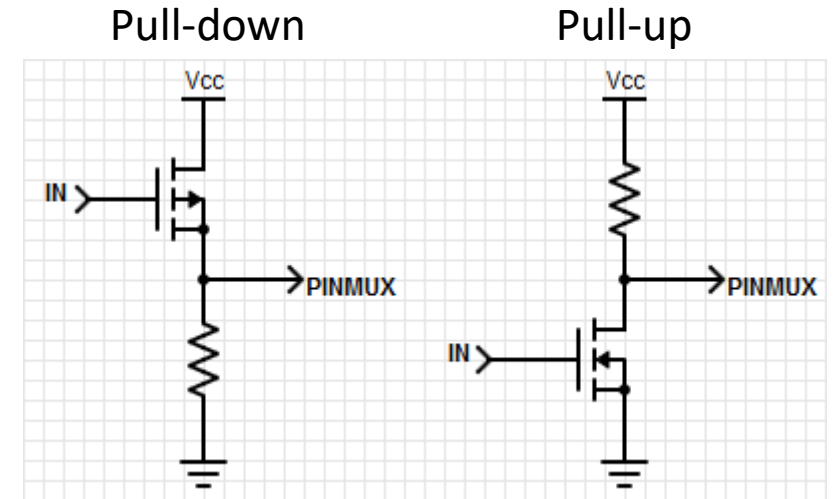 Pull-down
Pull-up
Vcc
Vcc
IN
PINMUX
PINMUX
IN